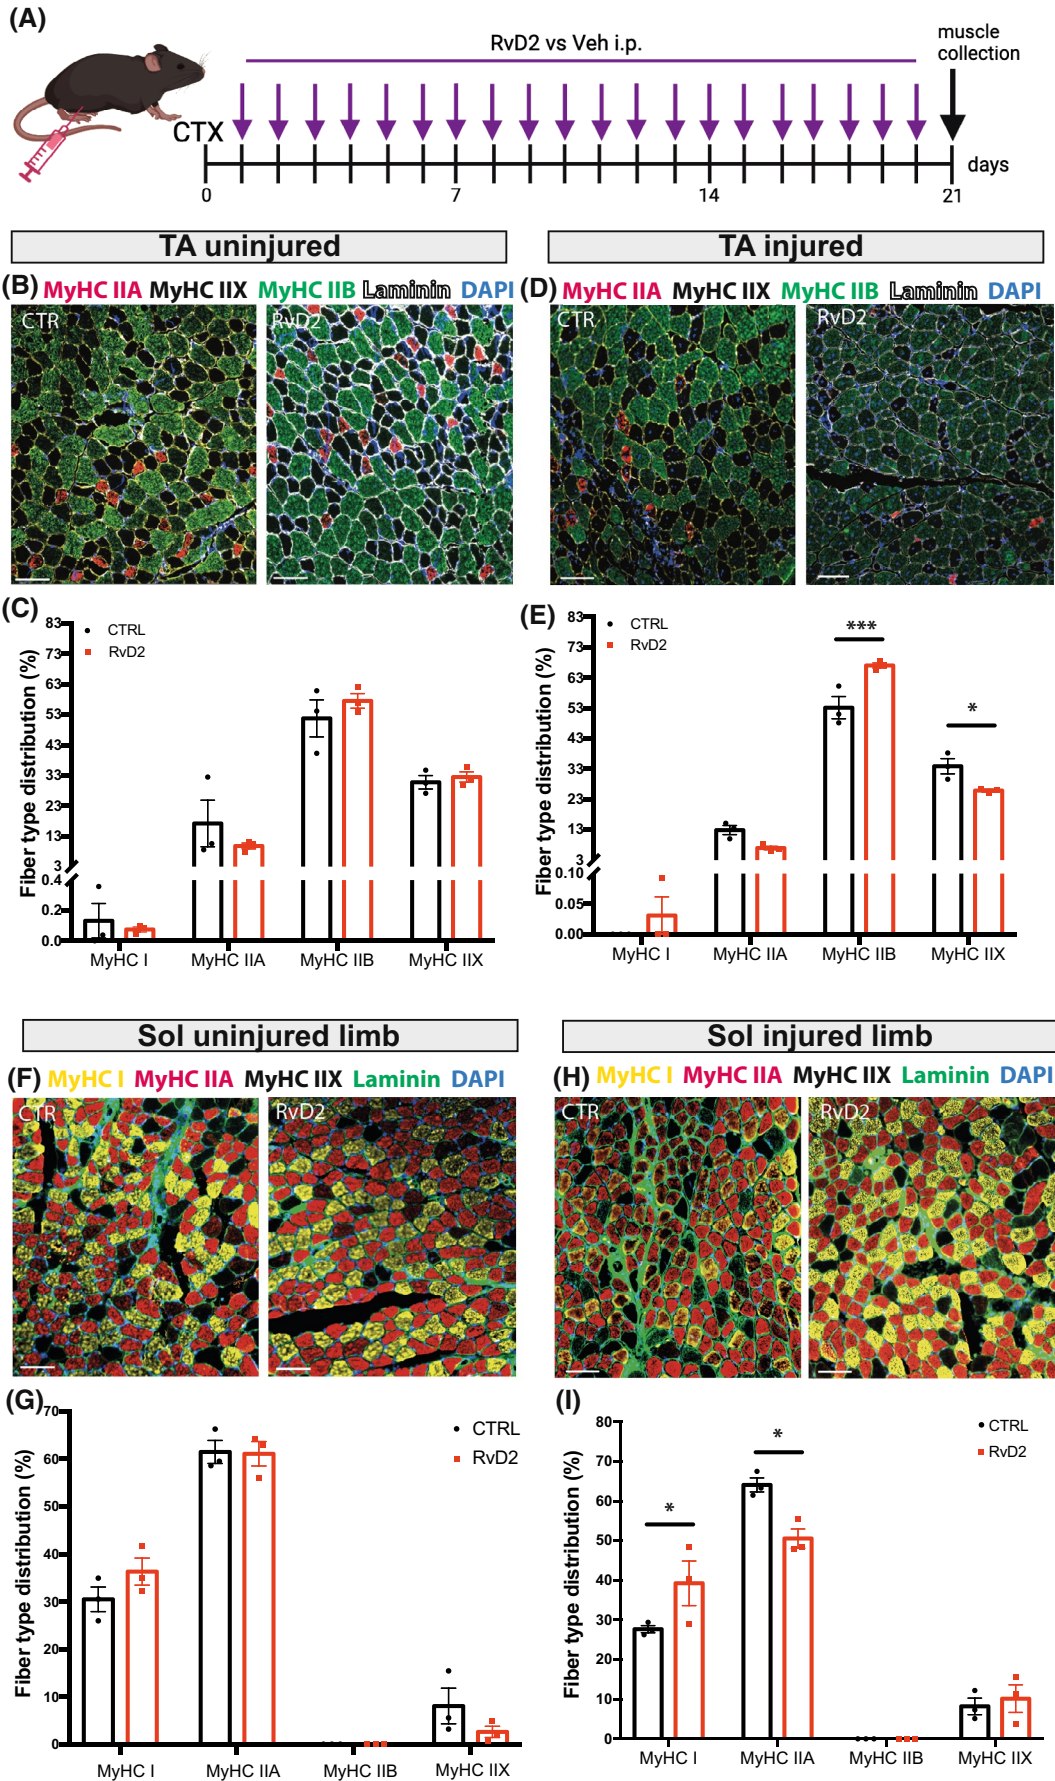 (A)
RvD2 vs Veh i.p.
muscle
collection
CTX
days
0 7 14 21
TA uninjured
TA injured
(B) MyHC IIA MyHC IIX MyHC IIB Laminin DAPI
CTR RvD2
(D) MyHC IIA MyHC IIX MyHC IIB Laminin DAPI
CTR RvD2
(C)
Fiber type distribution (%)
83
73
63
53
43
33
23
13
3
0.4
0.2
0.0
CTRL
RvD2
MyHC I MyHC IIA MyHC IIB MyHC IIX
(E)
Fiber type distribution (%)
83
73
63
53
43
33
23
13
3
0.10
0.05
0.00
CTRL
RvD2
***
*
MyHC I MyHC IIA MyHC IIB MyHC IIX
Sol uninjured limb
Sol injured limb
(F) MyHC I MyHC IIA MyHC IIX Laminin DAPI
CTR RvD2
(H) MyHC I MyHC IIA MyHC IIX Laminin DAPI
CTR RvD2
(G)
Fiber type distribution (%)
70
60
50
40
30
20
10
0
CTRL
RvD2
MyHC I MyHC IIA MyHC IIB MyHC IIX
(I)
Fiber type distribution (%)
80
70
60
50
40
30
20
10
0
CTRL
RvD2
*
*
MyHC I MyHC IIA MyHC IIB MyHC IIX